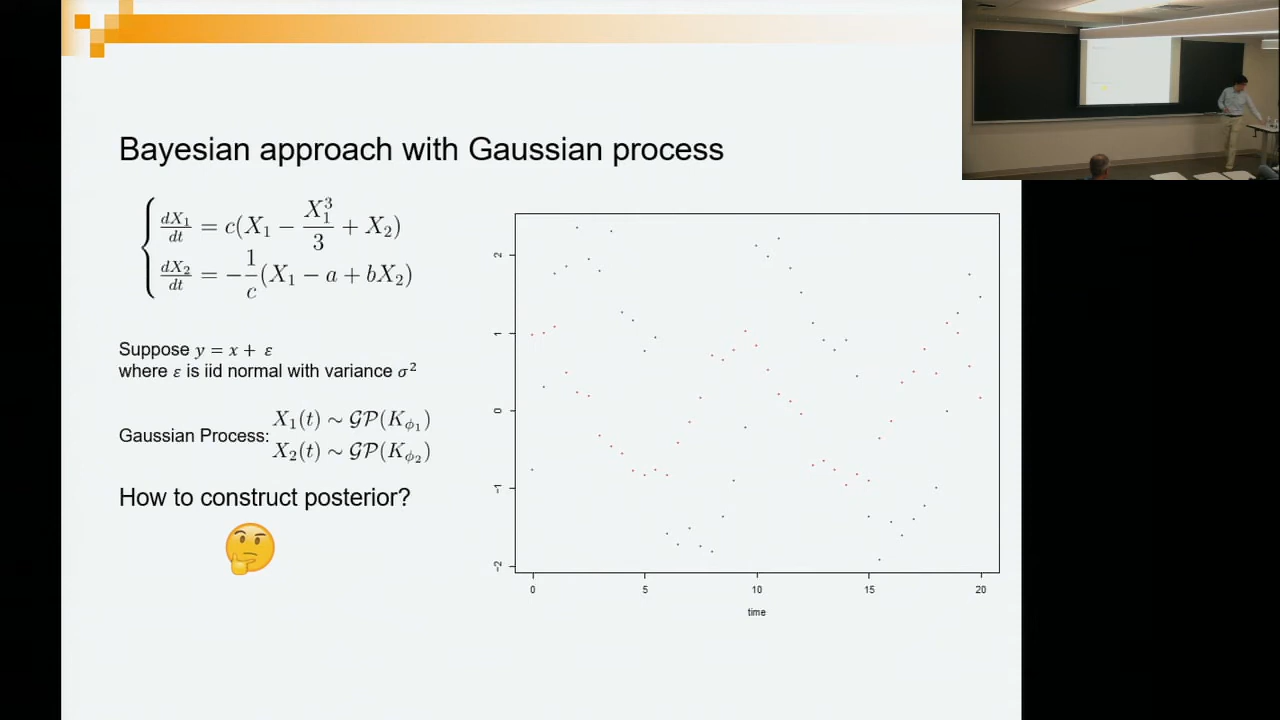 Bayesian approach with Gaussian process
dX₁/dt = c(X₁ − X₁³/3 + X₂)
dX₂/dt = −1/c(X₁ − a + bX₂)
Suppose y = x + ε
where ε is iid normal with variance σ²
Gaussian Process: X₁(t) ∼ 𝒢𝒫(K_ϕ₁)
X₂(t) ∼ 𝒢𝒫(K_ϕ₂)
How to construct posterior?
2
1
0
−1
−2
0 5 10 15 20
time